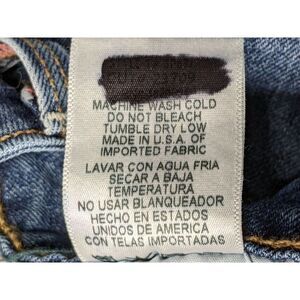 MACHINE WASH COLD
DO NOT BLEACH
TUMBLE DRY LOW
MADE IN U.S.A. OF
IMPORTED FABRIC
LAVAR CON AGUA FRIA
SECAR A BAJA
TEMPERATURA
NO USAR BLANQUEADOR
HECHO EN ESTADOS
UNIDOS DE AMERICA
CON TELAS IMPORTADAS